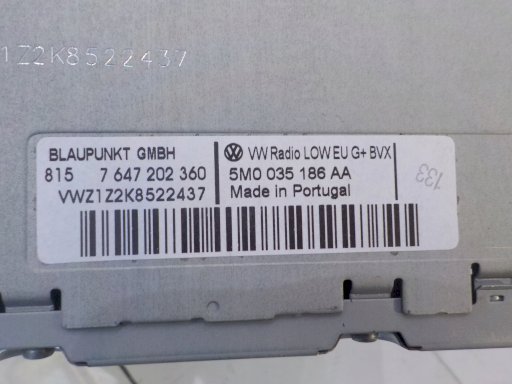 1Z2K8522437
BLAUPUNKT GMBH
815 7 647 202 360
VWZ1Z2K8522437
VW Radio LOW EU G+ BVX
5M0 035 186 AA
Made in Portugal
133